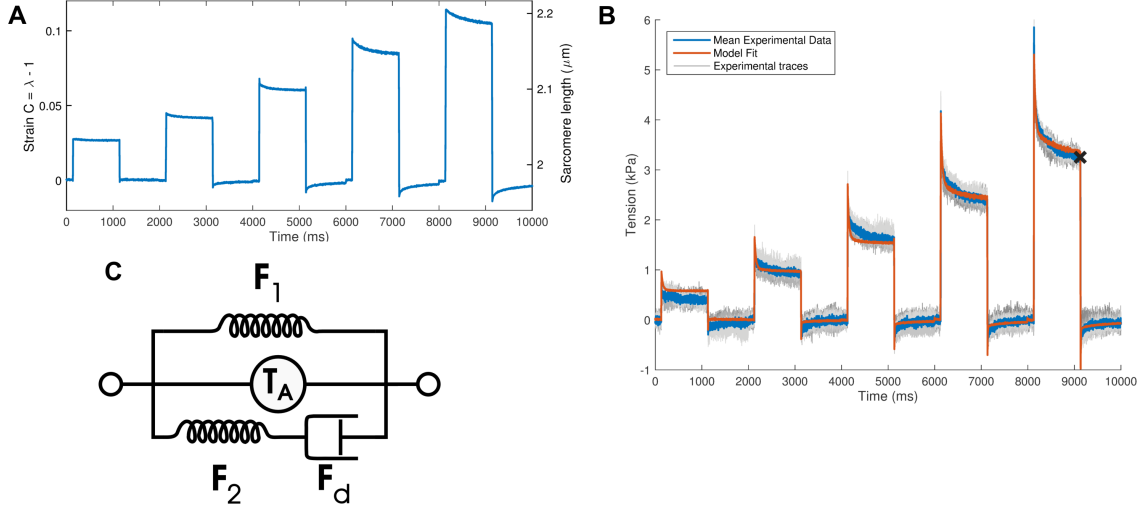 A
Strain C = λ - 1
0.1
0.05
0
2.2
2.1
2
Sarcomere length (μm)
0 1000 2000 3000 4000 5000 6000 7000 8000 9000 10000
Time (ms)
B
Mean Experimental Data
Model Fit
Experimental traces
Tension (kPa)
6
5
4
3
2
1
0
-1
0 1000 2000 3000 4000 5000 6000 7000 8000 9000 10000
Time (ms)
C
F1
TA
F2
Fd